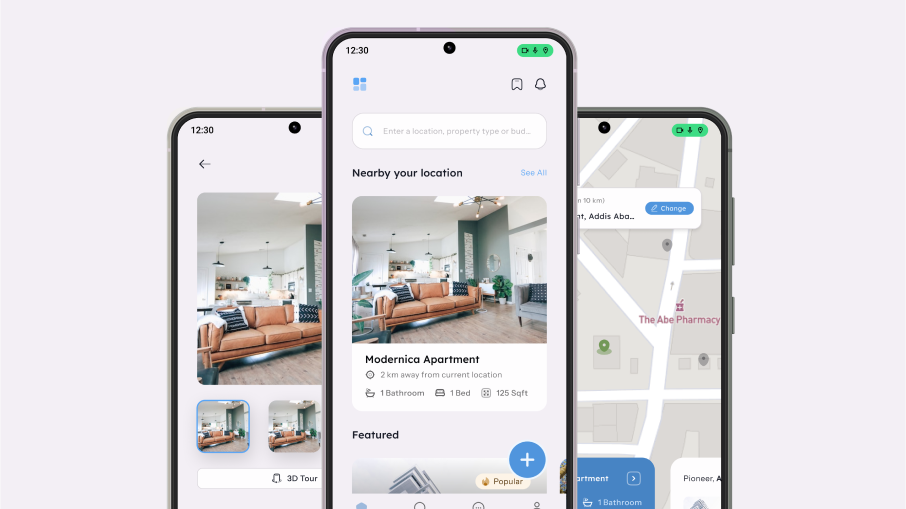 12:30
3D Tour
12:30
Enter a location, property type or bud...
Nearby your location
See All
Modernica Apartment
2 km away from current location
1 Bathroom
1 Bed
125 Sqft
Featured
Popular
10 km)
Addis Aba...
Change
The Abe Pharmacy
1 Bathroom
Pioneer,